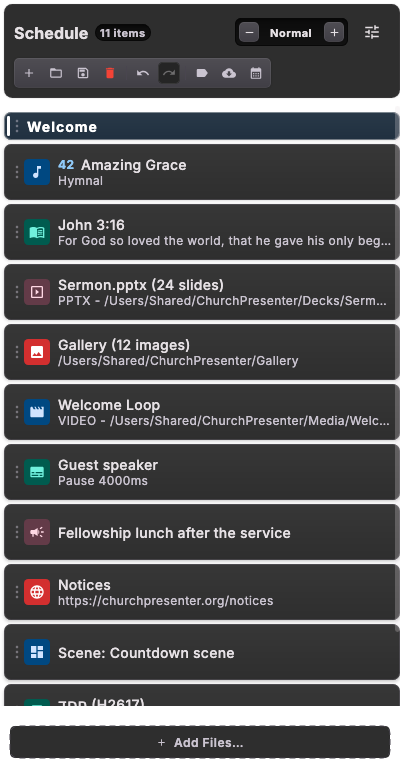 Schedule 11 items
− Normal +
Welcome
42 Amazing Grace
Hymnal
John 3:16
For God so loved the world, that he gave his only beg...
Sermon.pptx (24 slides)
PPTX - /Users/Shared/ChurchPresenter/Decks/Serm...
Gallery (12 images)
/Users/Shared/ChurchPresenter/Gallery
Welcome Loop
VIDEO - /Users/Shared/ChurchPresenter/Media/Welc...
Guest speaker
Pause 4000ms
Fellowship lunch after the service
Notices
https://churchpresenter.org/notices
Scene: Countdown scene
(H2617)
+ Add Files...